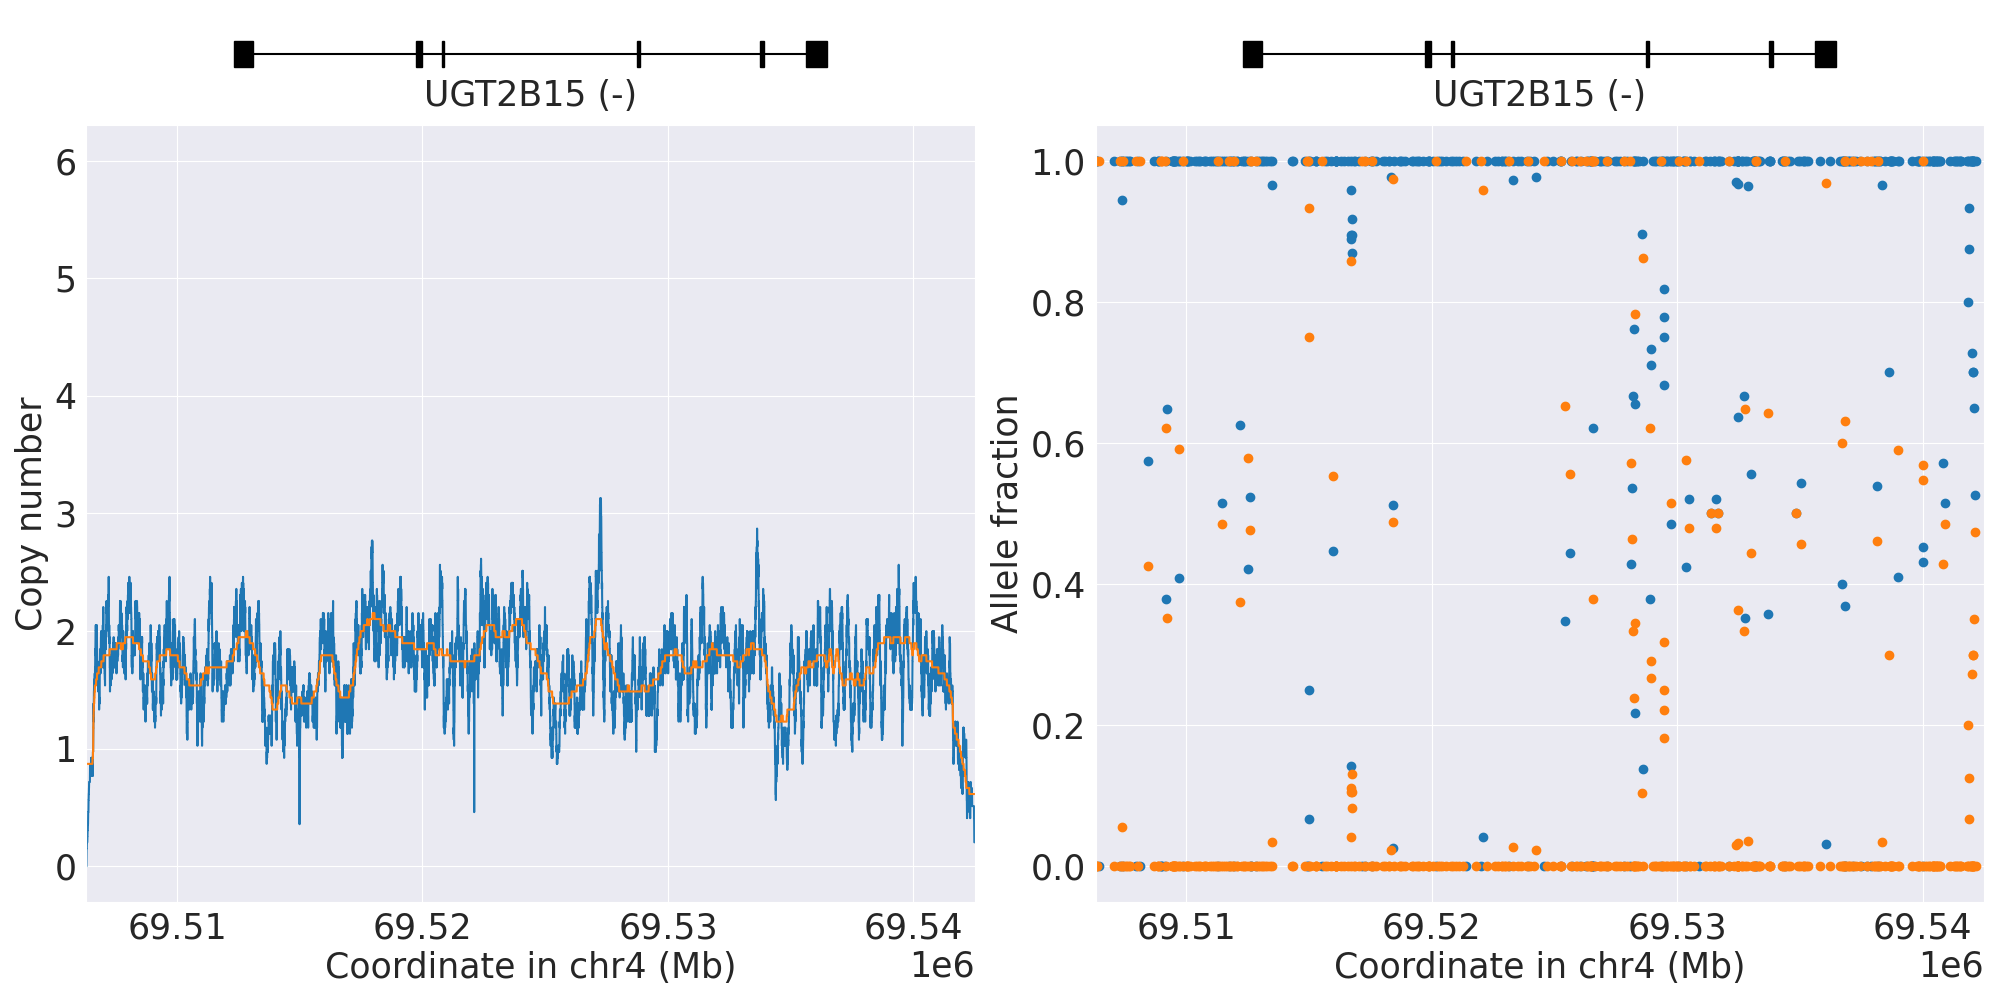 UGT2B15 (-)
Copy number
6
5
4
3
2
1
0
69.51
69.52
69.53
69.54
Coordinate in chr4 (Mb)
1e6
UGT2B15 (-)
Allele fraction
1.0
0.8
0.6
0.4
0.2
0.0
69.51
69.52
69.53
69.54
Coordinate in chr4 (Mb)
1e6